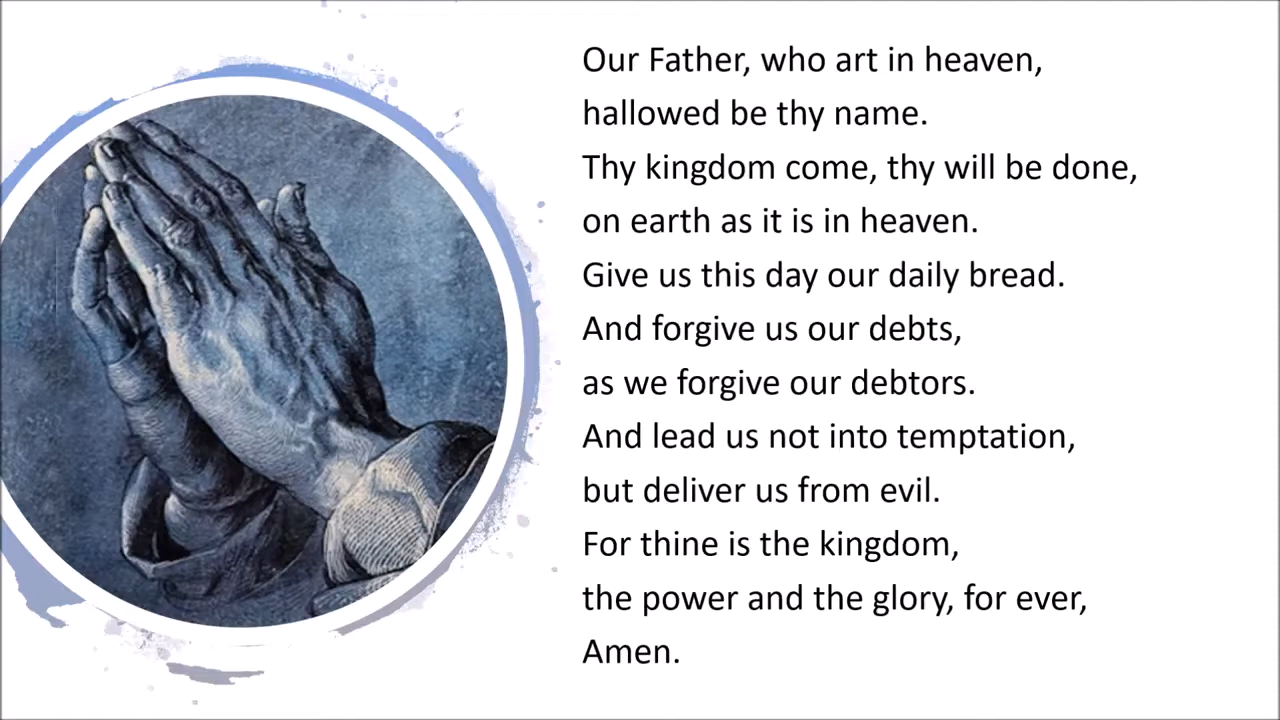 Our Father, who art in heaven,
hallowed be thy name.
Thy kingdom come, thy will be done,
on earth as it is in heaven.
Give us this day our daily bread.
And forgive us our debts,
as we forgive our debtors.
And lead us not into temptation,
but deliver us from evil.
For thine is the kingdom,
the power and the glory, for ever,
Amen.